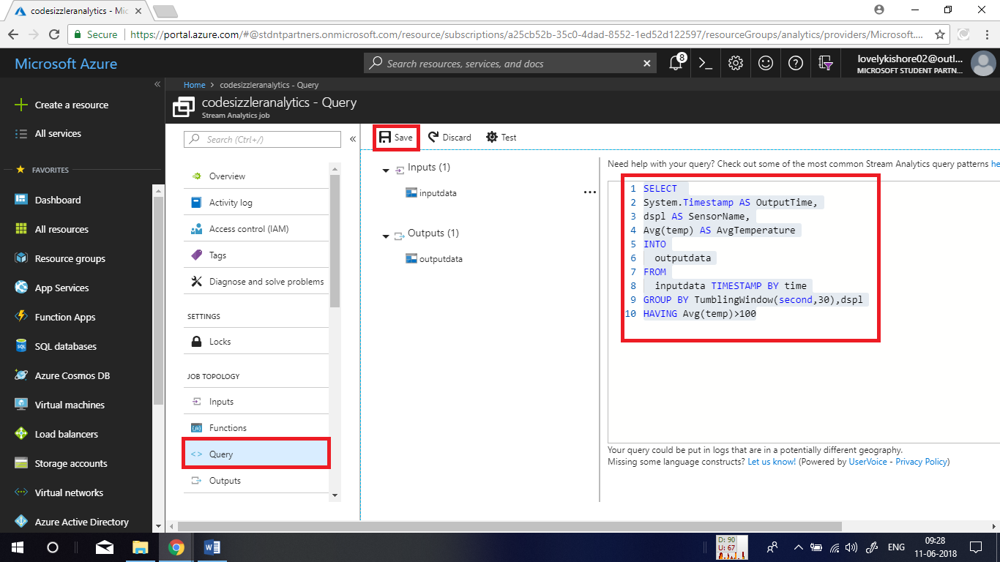 codesizzleranalytics - Mic
Secure
https://portal.azure.com/#@stdntpartners.onmicrosoft.com/resource/subscriptions/a25cb52b-35c0-4dad-8552-1ed52d122597/resourceGroups/analytics/providers/Microsoft....
Microsoft Azure
Search resources, services, and docs
8
lovelykishore02@outl...
MICROSOFT STUDENT PARTN...
Create a resource
All services
FAVORITES
Dashboard
All resources
Resource groups
App Services
Function Apps
SQL databases
Azure Cosmos DB
Virtual machines
Load balancers
Storage accounts
Virtual networks
Azure Active Directory
Home > codesizzleranalytics - Query
codesizzleranalytics - Query
Stream Analytics job
Search (Ctrl+/)
Overview
Activity log
Access control (IAM)
Tags
Diagnose and solve problems
SETTINGS
Locks
JOB TOPOLOGY
Inputs
Functions
Query
Outputs
Save
Discard
Test
Inputs (1)
inputdata
Outputs (1)
outputdata
Need help with your query? Check out some of the most common Stream Analytics query patterns he
1 SELECT
2 System.Timestamp AS OutputTime,
3 dspl AS SensorName,
4 Avg(temp) AS AvgTemperature
5 INTO
6 outputdata
7 FROM
8 inputdata TIMESTAMP BY time
9 GROUP BY TumblingWindow(second,30),dspl
10 HAVING Avg(temp)>100
Your query could be put in logs that are in a potentially different geography.
Missing some language constructs? Let us know! (Powered by UserVoice - Privacy Policy)
D: 90
U: 67
ENG
09:28
11-06-2018